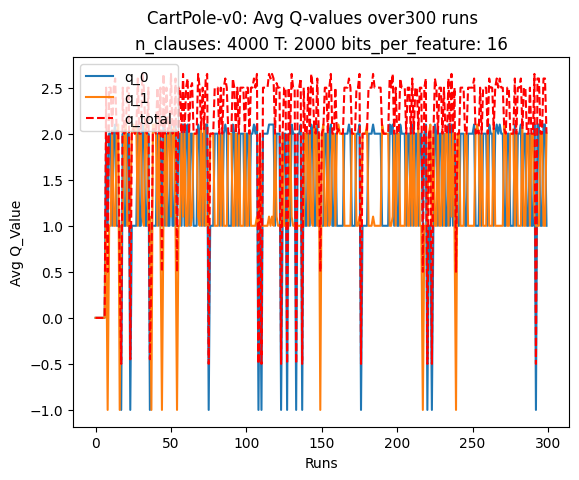 CartPole-v0: Avg Q-values over300 runs
n_clauses: 4000 T: 2000 bits_per_feature: 16
q_0
q_1
q_total
Avg Q_Value
2.5
2.0
1.5
1.0
0.5
0.0
−0.5
−1.0
0 50 100 150 200 250 300
Runs